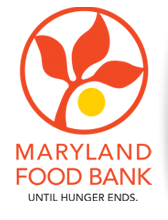 MARYLAND
FOOD BANK
UNTIL HUNGER ENDS.